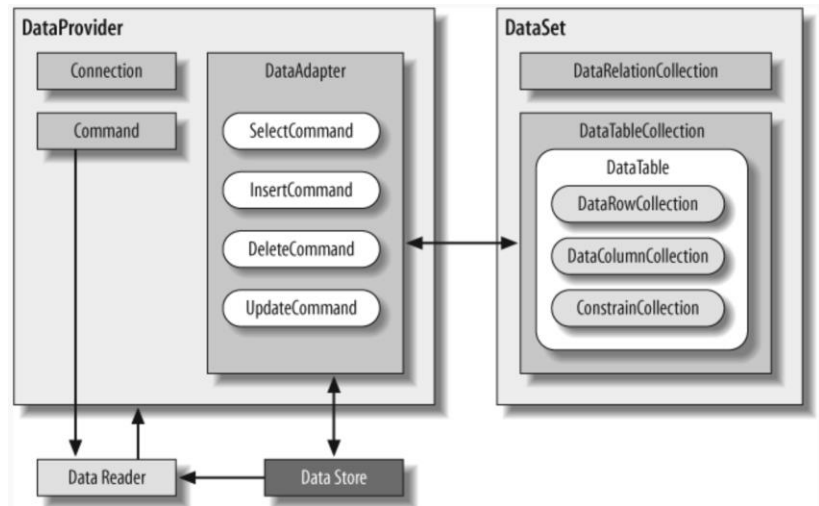 DataProvider
Connection
Command
DataAdapter
SelectCommand
InsertCommand
DeleteCommand
UpdateCommand
DataSet
DataRelationCollection
DataTableCollection
DataTable
DataRowCollection
DataColumnCollection
ConstrainCollection
Data Reader
Data Store